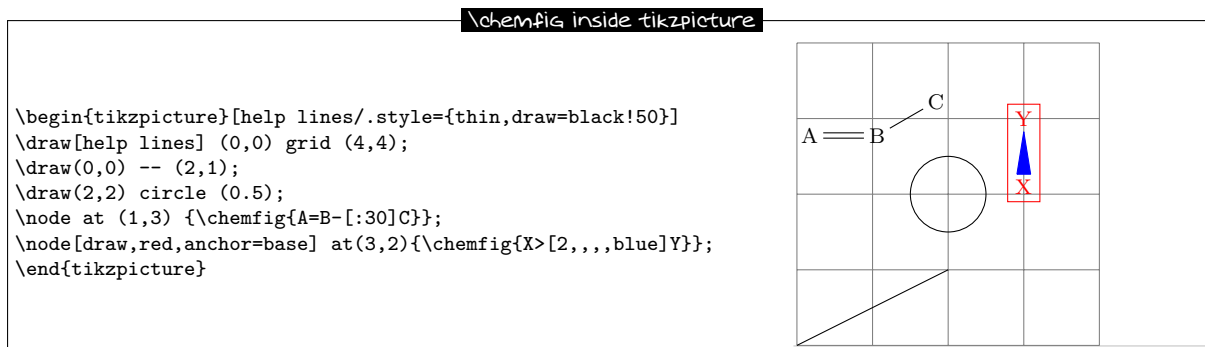 \chemfig inside tikzpicture
\begin{tikzpicture}[help lines/.style={thin,draw=black!50}]
\draw[help lines] (0,0) grid (4,4);
\draw(0,0) -- (2,1);
\draw(2,2) circle (0.5);
\node at (1,3) {\chemfig{A=B-[:30]C}};
\node[draw,red,anchor=base] at(3,2){\chemfig{X>[2,,,,blue]Y}};
\end{tikzpicture}
C
A B
Y
X